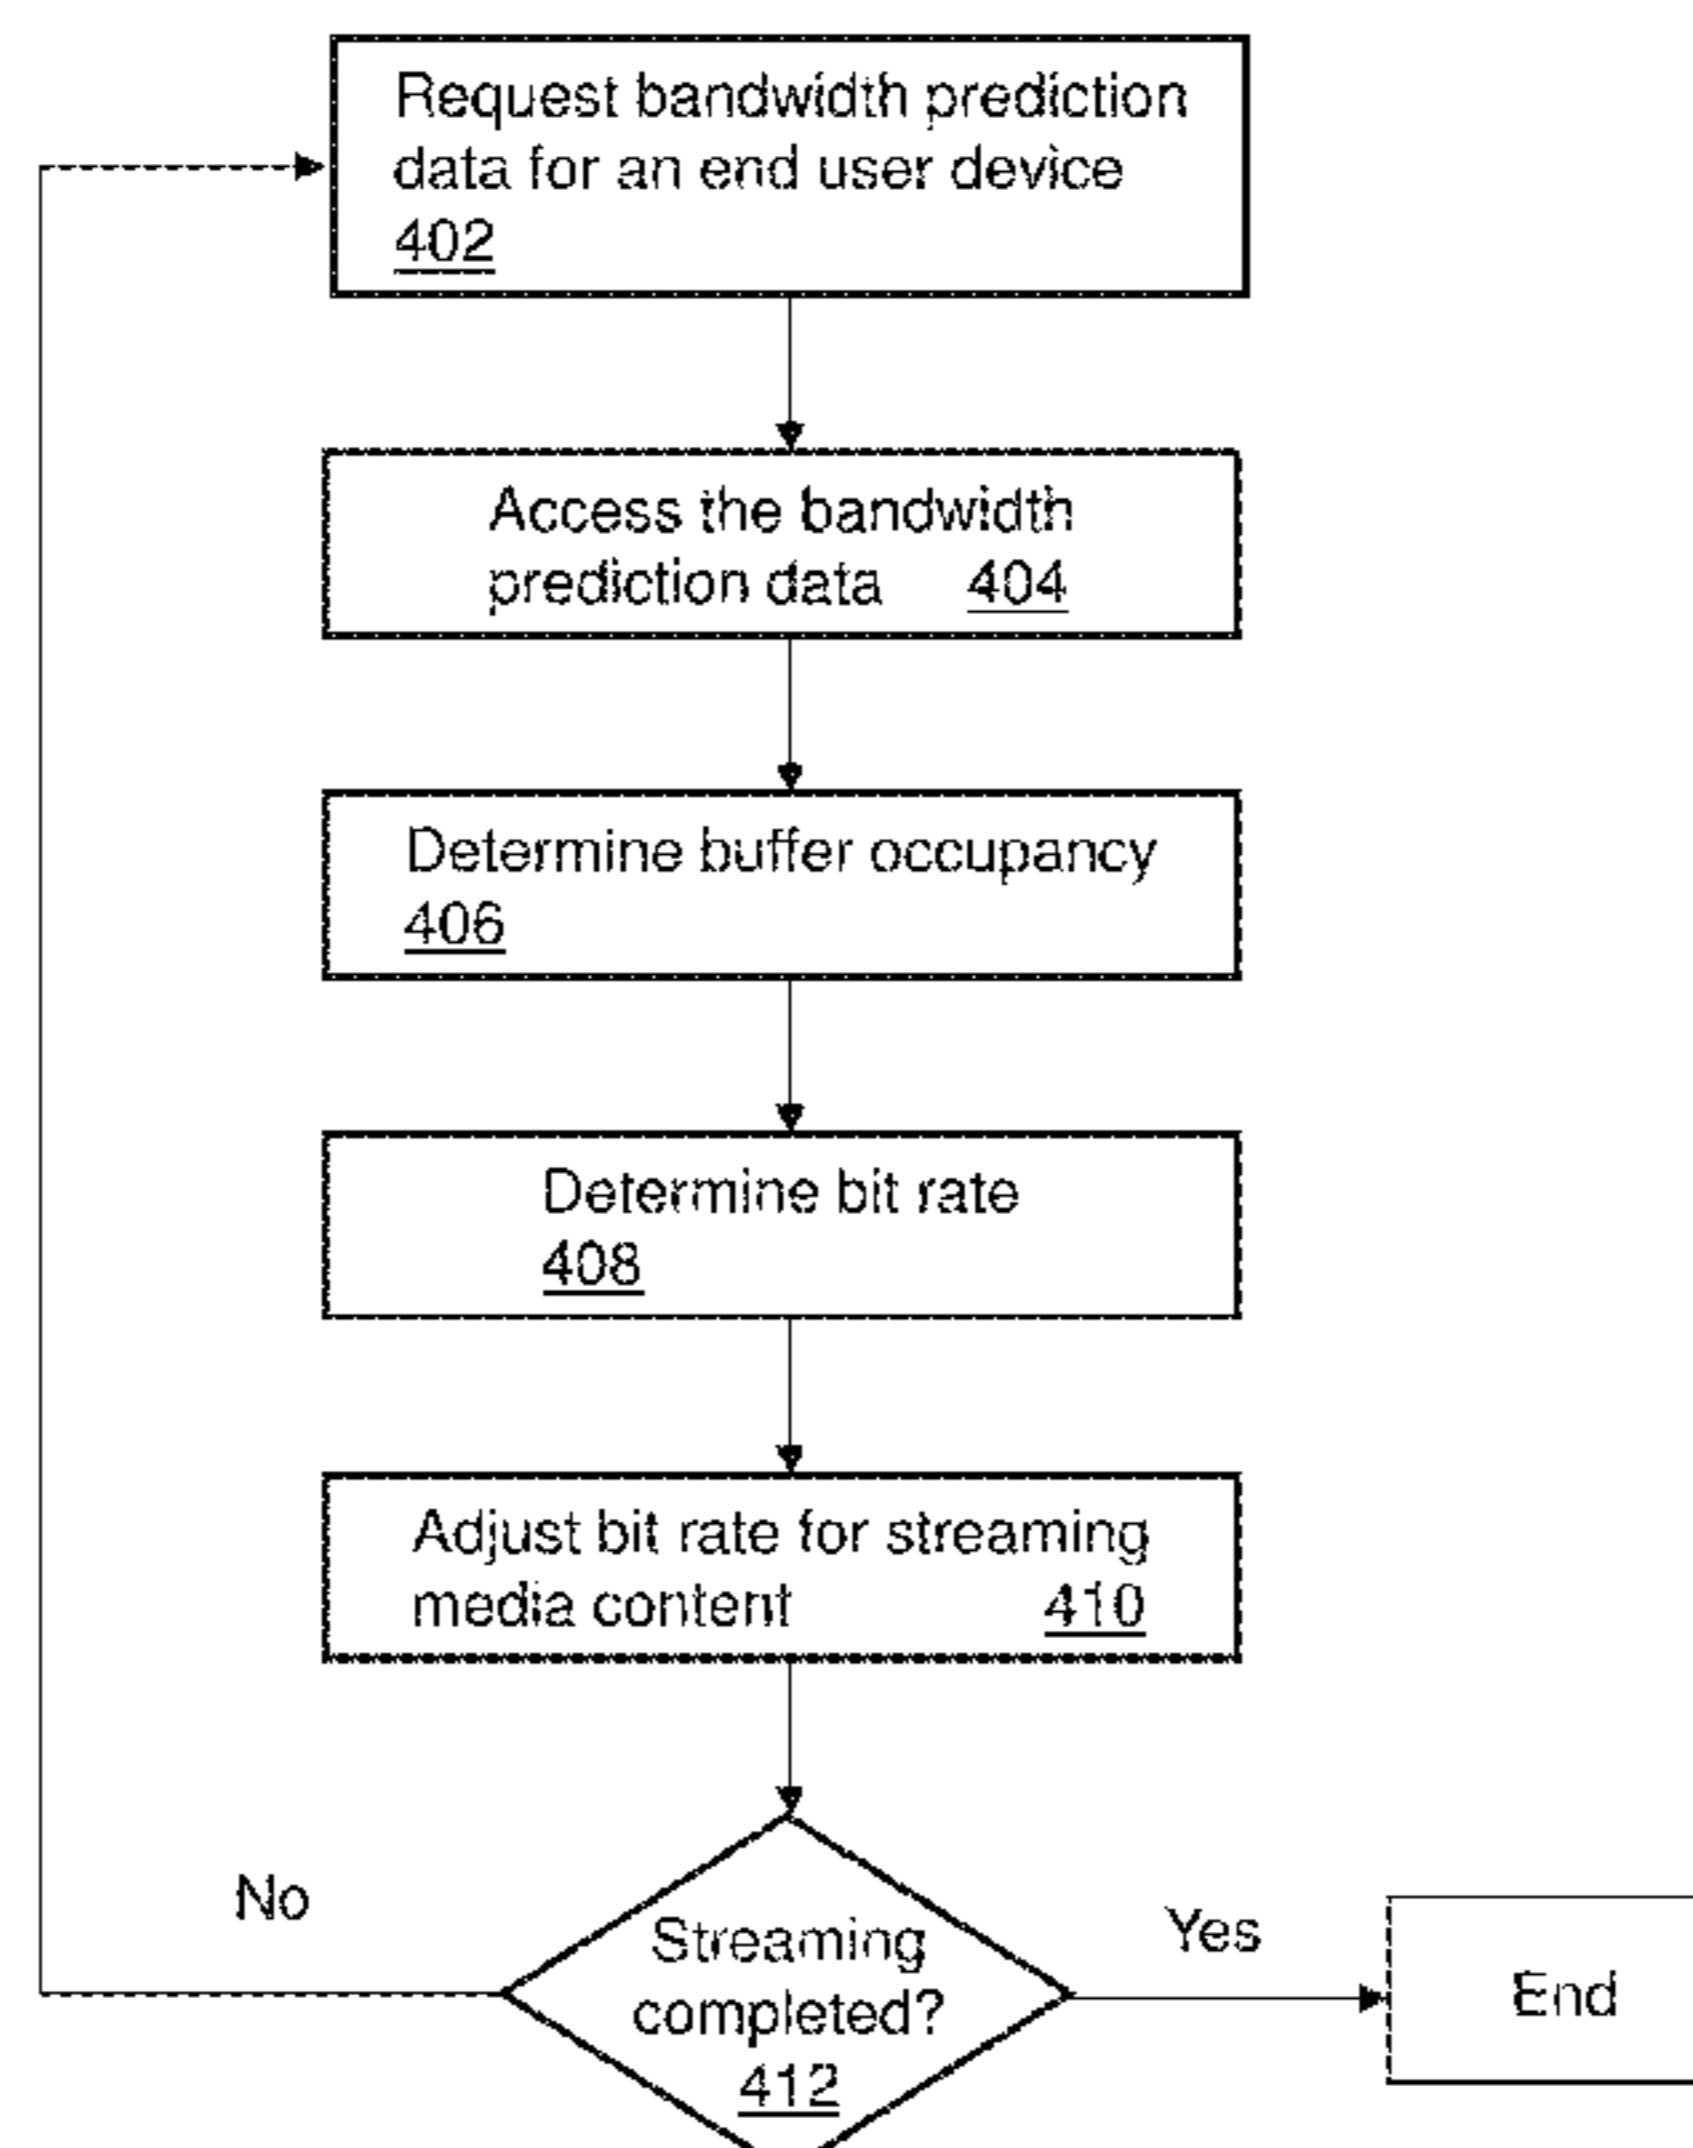 Request bandwidth prediction
data for an end user device
402
Access the bandwidth
prediction data 404
Determine buffer occupancy
406
Determine bit rate
408
Adjust bit rate for streaming
media content 410
No
Streaming
completed?
412
Yes
End